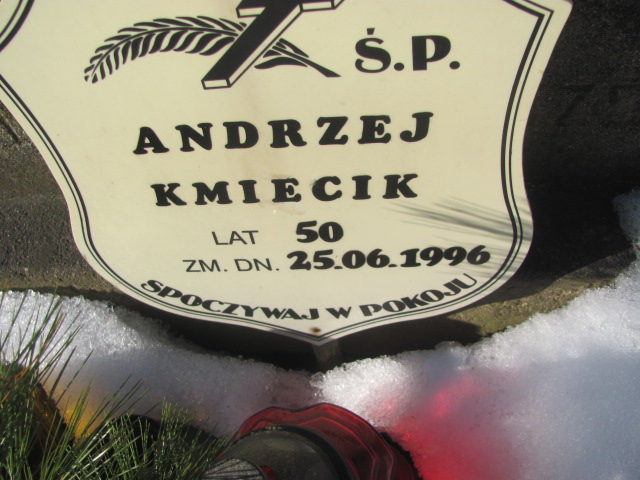 Ś.P.
ANDRZEJ
KMIECIK
LAT 50
ZM. DN. 25.06.1996
SPOCZYWAJ W POKOJU